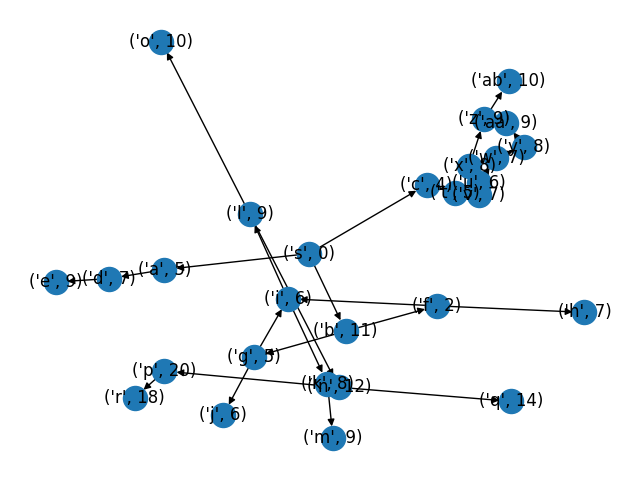 ('o', 10)
('ab', 10)
('z', 9)
('aa', 9)
('y', 8)
('w', 7)
('x', 8)
('u', 6)
('c', 4)
('t', 5)
('v', 7)
('l', 9)
('s', 0)
('a', 5)
('d', 7)
('e', 9)
('i', 6)
('f', 2)
('h', 7)
('b', 11)
('g', 5)
('p', 20)
('k', 8)
('n', 12)
('r', 18)
('q', 14)
('j', 6)
('m', 9)